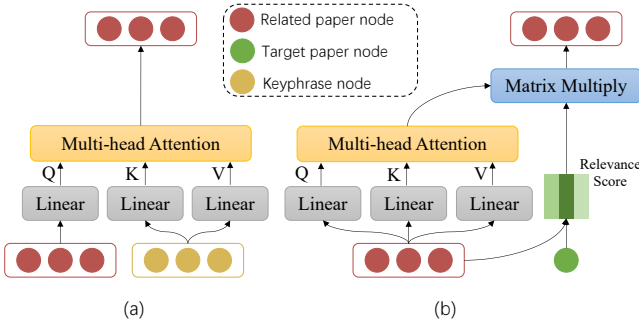 Related paper node
Target paper node
Keyphrase node
Multi-head Attention
Q
K
V
Linear
Linear
Linear
(a)
Matrix Multiply
Multi-head Attention
Q
K
V
Relevance
Score
Linear
Linear
Linear
(b)